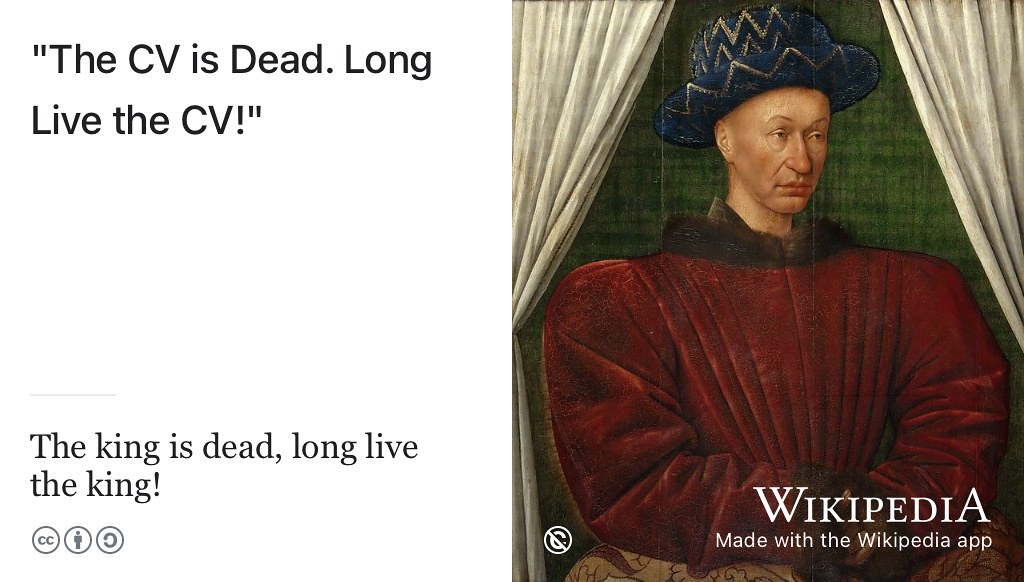 "The CV is Dead. Long
Live the CV!"
The king is dead, long live
the king!
cc
WIKIPEDIA
Made with the Wikipedia app